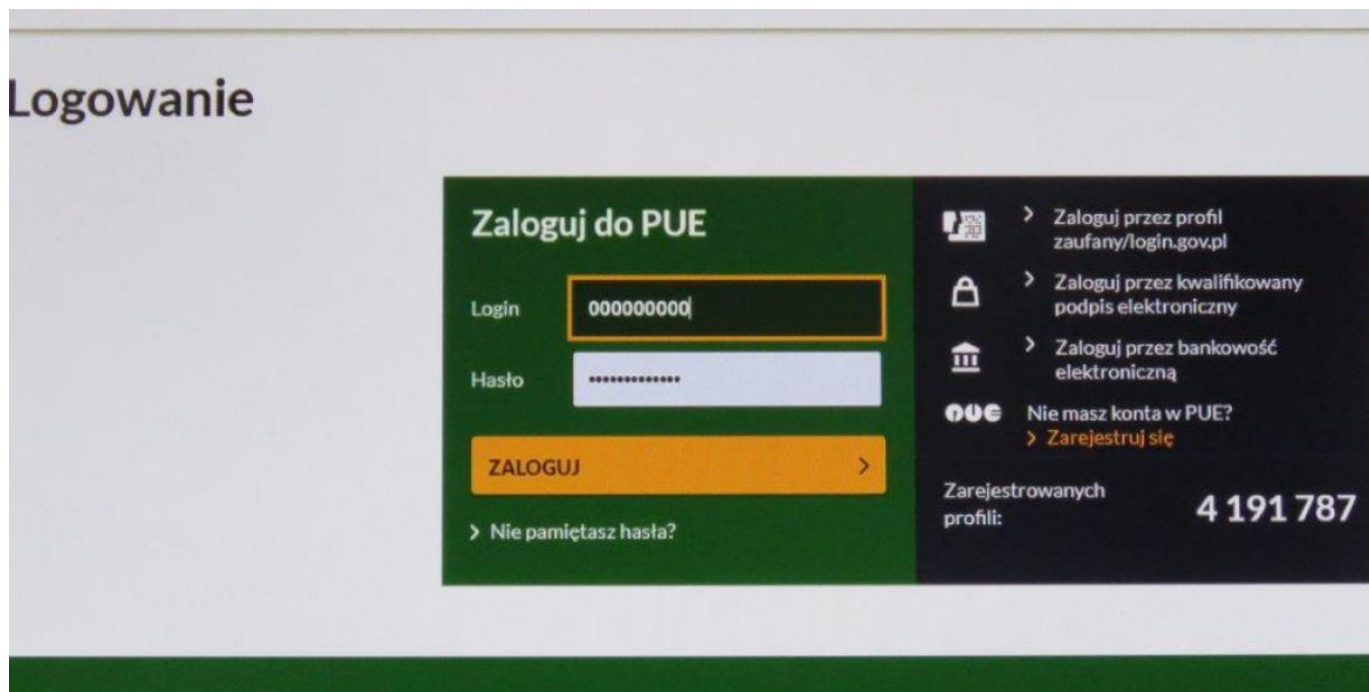 Logowanie
Zaloguj do PUE
Login
000000000
Hasło
•••••••••••••
ZALOGUJ
Nie pamiętasz hasła?
Zaloguj przez profil
zaufany/login.gov.pl
Zaloguj przez kwalifikowany
podpis elektroniczny
Zaloguj przez bankowość
elektroniczną
pue
Nie masz konta w PUE?
Zarejestruj się
Zarejestrowanych
profili:
4 191 787